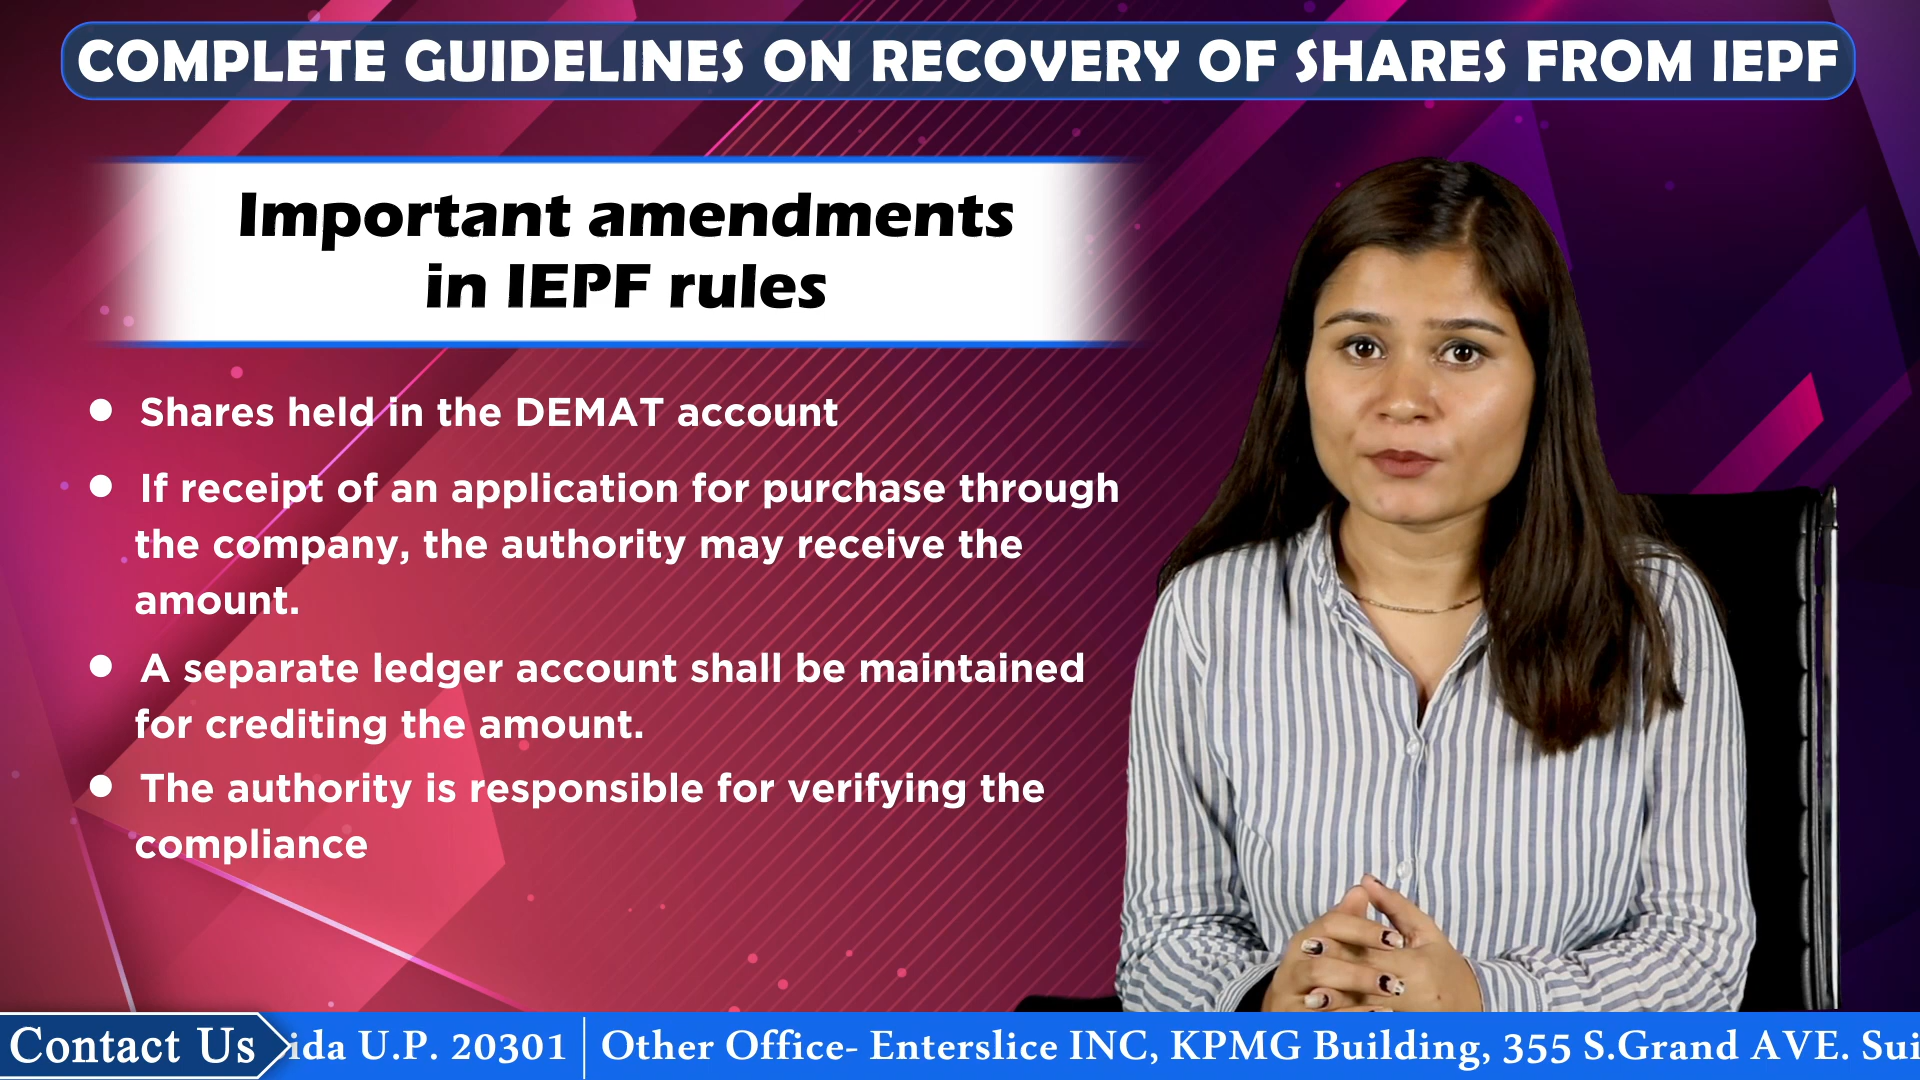 COMPLETE GUIDELINES ON RECOVERY OF SHARES FROM IEPF
Important amendments
in IEPF rules
Shares held in the DEMAT account
If receipt of an application for purchase through
the company, the authority may receive the
amount.
A separate ledger account shall be maintained
for crediting the amount.
The authority is responsible for verifying the
compliance
Contact Us
ida U.P. 20301 | Other Office- Enterslice INC, KPMG Building, 355 S.Grand AVE. Sui